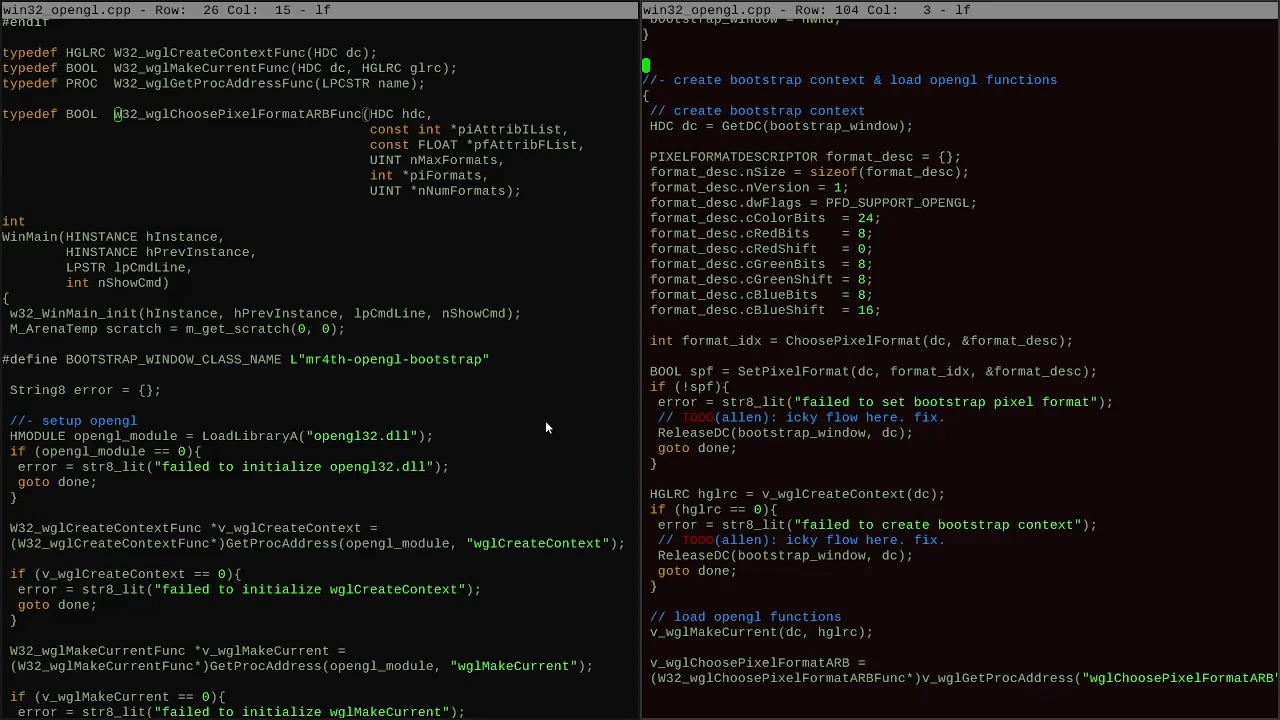 win32_opengl.cpp - Row:  26 Col:  15 - lf
#endif
typedef HGLRC W32_wglCreateContextFunc(HDC dc);
typedef BOOL  W32_wglMakeCurrentFunc(HDC dc, HGLRC glrc);
typedef PROC  W32_wglGetProcAddressFunc(LPCSTR name);
typedef BOOL  W32_wglChoosePixelFormatARBFunc(HDC hdc,
const int *piAttribIList,
const FLOAT *pfAttribFList,
UINT nMaxFormats,
int *piFormats,
UINT *nNumFormats);
int
WinMain(HINSTANCE hInstance,
HINSTANCE hPrevInstance,
LPSTR lpCmdLine,
int nShowCmd)
{
w32_WinMain_init(hInstance, hPrevInstance, lpCmdLine, nShowCmd);
M_ArenaTemp scratch = m_get_scratch(0, 0);
#define BOOTSTRAP_WINDOW_CLASS_NAME L"mr4th-opengl-bootstrap"
String8 error = {};
//- setup opengl
HMODULE opengl_module = LoadLibraryA("opengl32.dll");
if (opengl_module == 0){
error = str8_lit("failed to initialize opengl32.dll");
goto done;
}
W32_wglCreateContextFunc *v_wglCreateContext =
(W32_wglCreateContextFunc*)GetProcAddress(opengl_module, "wglCreateContext");
if (v_wglCreateContext == 0){
error = str8_lit("failed to initialize wglCreateContext");
goto done;
}
W32_wglMakeCurrentFunc *v_wglMakeCurrent =
(W32_wglMakeCurrentFunc*)GetProcAddress(opengl_module, "wglMakeCurrent");
if (v_wglMakeCurrent == 0){
error = str8_lit("failed to initialize wglMakeCurrent");
win32_opengl.cpp - Row: 104 Col:   3 - lf
bootstrap_window = hwnd;
}
//- create bootstrap context & load opengl functions
{
// create bootstrap context
HDC dc = GetDC(bootstrap_window);
PIXELFORMATDESCRIPTOR format_desc = {};
format_desc.nSize = sizeof(format_desc);
format_desc.nVersion = 1;
format_desc.dwFlags = PFD_SUPPORT_OPENGL;
format_desc.cColorBits  = 24;
format_desc.cRedBits    = 8;
format_desc.cRedShift   = 0;
format_desc.cGreenBits  = 8;
format_desc.cGreenShift = 8;
format_desc.cBlueBits   = 8;
format_desc.cBlueShift  = 16;
int format_idx = ChoosePixelFormat(dc, &format_desc);
BOOL spf = SetPixelFormat(dc, format_idx, &format_desc);
if (!spf){
error = str8_lit("failed to set bootstrap pixel format");
// TODO(allen): icky flow here. fix.
ReleaseDC(bootstrap_window, dc);
goto done;
}
HGLRC hglrc = v_wglCreateContext(dc);
if (hglrc == 0){
error = str8_lit("failed to create bootstrap context");
// TODO(allen): icky flow here. fix.
ReleaseDC(bootstrap_window, dc);
goto done;
}
// load opengl functions
v_wglMakeCurrent(dc, hglrc);
v_wglChoosePixelFormatARB =
(W32_wglChoosePixelFormatARBFunc*)v_wglGetProcAddress("wglChoosePixelFormatARB"